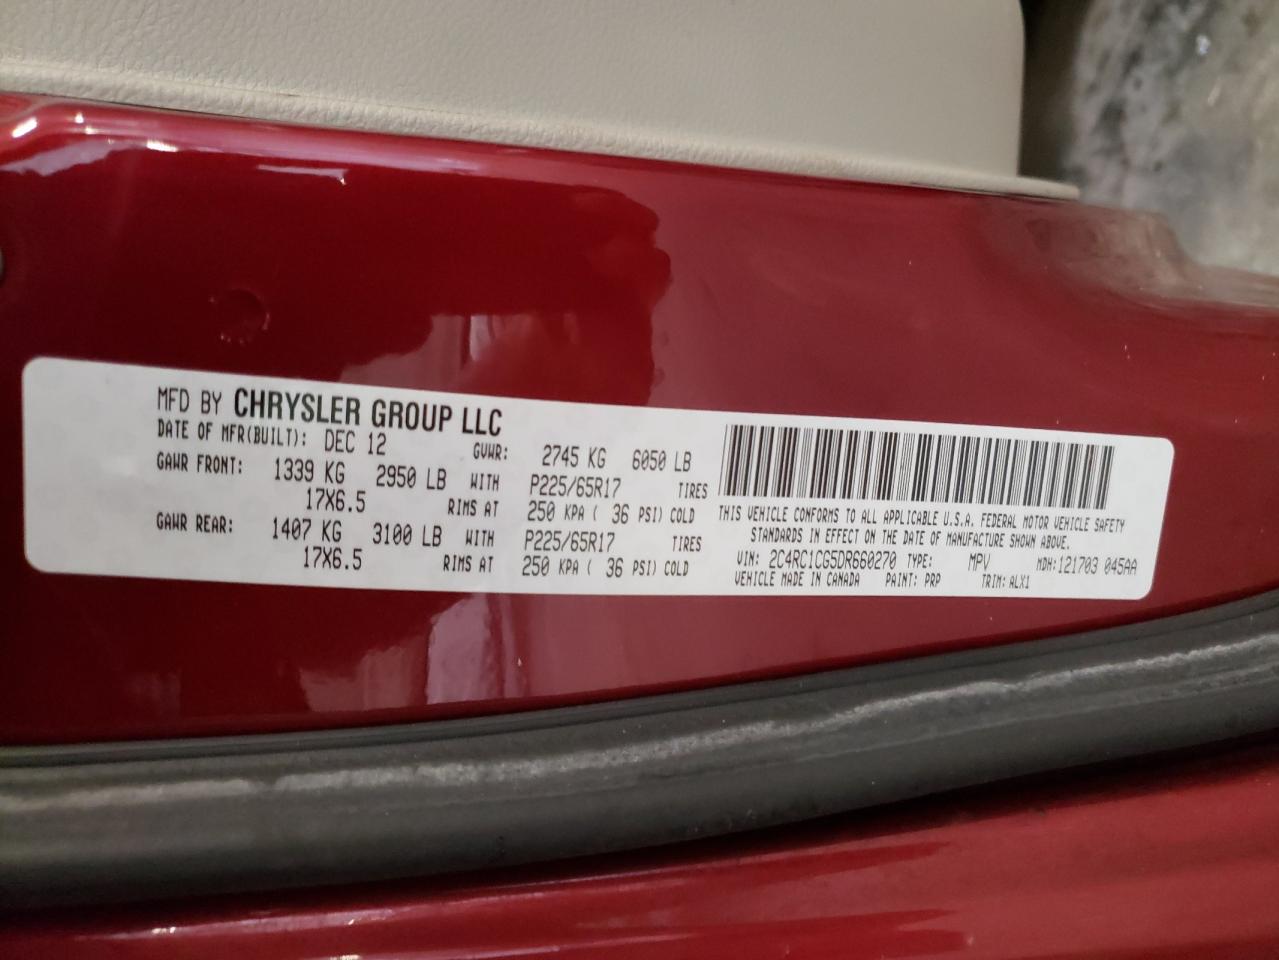 MFD BY CHRYSLER GROUP LLC
DATE OF MFR(BUILT): DEC 12 GVWR: 2745 KG 6050 LB
GAWR FRONT: 1339 KG 2950 LB WITH P225/65R17 TIRES
17X6.5 RIMS AT 250 KPA ( 36 PSI) COLD
GAWR REAR: 1407 KG 3100 LB WITH P225/65R17 TIRES
17X6.5 RIMS AT 250 KPA ( 36 PSI) COLD
THIS VEHICLE CONFORMS TO ALL APPLICABLE U.S.A. FEDERAL MOTOR VEHICLE SAFETY
STANDARDS IN EFFECT ON THE DATE OF MANUFACTURE SHOWN ABOVE.
VIN: 2C4RC1CG5DR660270 TYPE: MPV MDH:121703 045AA
VEHICLE MADE IN CANADA PAINT: PRP TRIM: ALX1